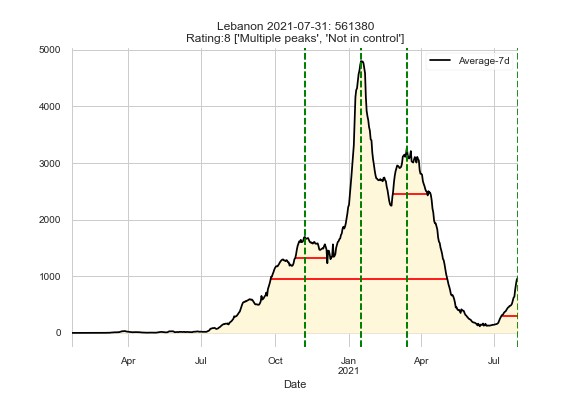 Lebanon 2021-07-31: 561380
Rating:8 ['Multiple peaks', 'Not in control']
Average-7d
5000
4000
3000
2000
1000
0
Apr
Jul
Oct
Jan
2021
Apr
Jul
Date